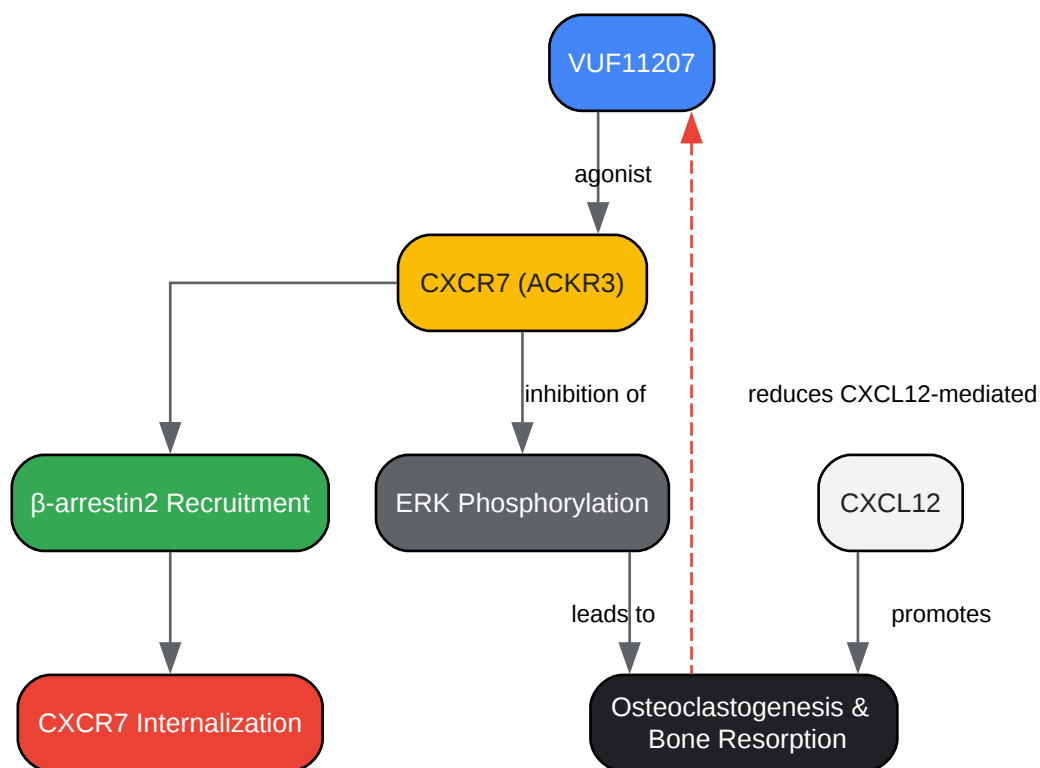 VUF11207
agonist
CXCR7 (ACKR3)
inhibition of
reduces CXCL12-mediated
β-arrestin2 Recruitment
ERK Phosphorylation
CXCL12
leads to
promotes
CXCR7 Internalization
Osteoclastogenesis &
Bone Resorption